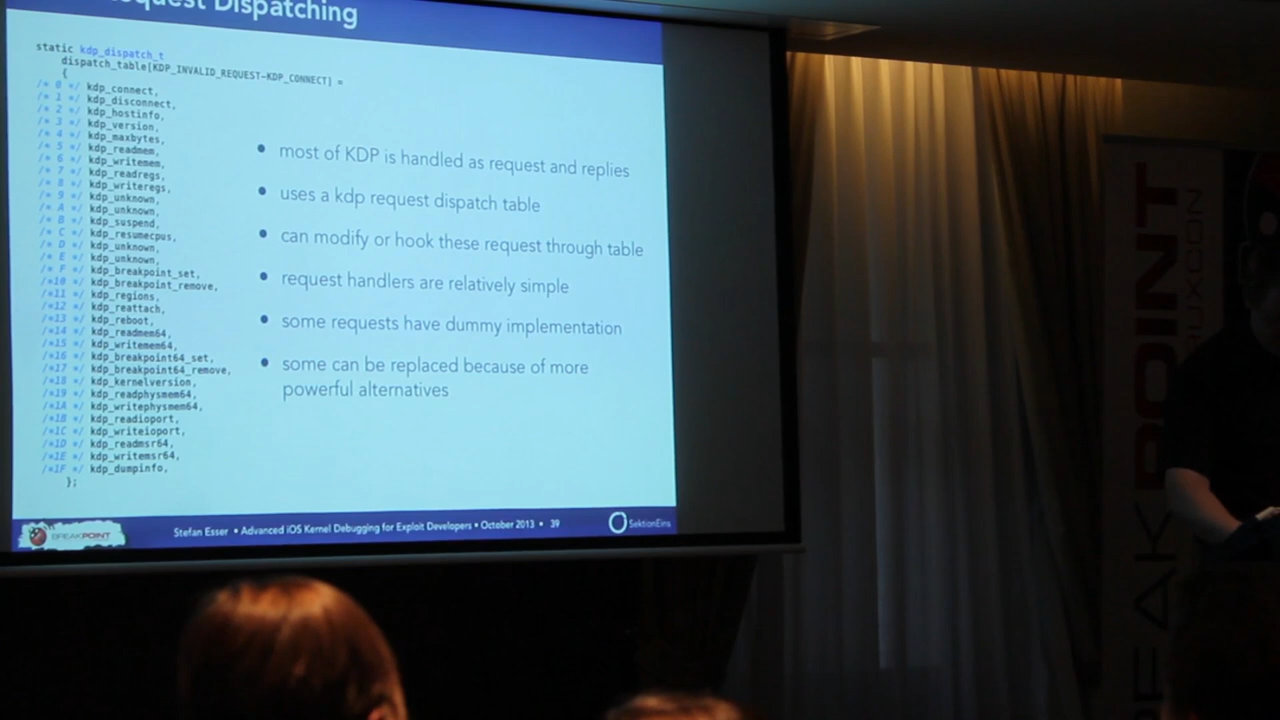 Request Dispatching
static kdp_dispatch_t
dispatch_table[KDP_INVALID_REQUEST-KDP_CONNECT] =
{
/* 0 */ kdp_connect,
/* 1 */ kdp_disconnect,
/* 2 */ kdp_hostinfo,
/* 3 */ kdp_version,
/* 4 */ kdp_maxbytes,
/* 5 */ kdp_readmem,
/* 6 */ kdp_writemem,
/* 7 */ kdp_readregs,
/* 8 */ kdp_writeregs,
/* 9 */ kdp_unknown,
/* A */ kdp_unknown,
/* B */ kdp_suspend,
/* C */ kdp_resumecpus,
/* D */ kdp_unknown,
/* E */ kdp_unknown,
/* F */ kdp_breakpoint_set,
/*10 */ kdp_breakpoint_remove,
/*11 */ kdp_regions,
/*12 */ kdp_reattach,
/*13 */ kdp_reboot,
/*14 */ kdp_readmem64,
/*15 */ kdp_writemem64,
/*16 */ kdp_breakpoint64_set,
/*17 */ kdp_breakpoint64_remove,
/*18 */ kdp_kernelversion,
/*19 */ kdp_readphysmem64,
/*1A */ kdp_writephysmem64,
/*1B */ kdp_readioport,
/*1C */ kdp_writeioport,
/*1D */ kdp_readmsr64,
/*1E */ kdp_writemsr64,
/*1F */ kdp_dumpinfo,
};
• most of KDP is handled as request and replies
• uses a kdp request dispatch table
• can modify or hook these request through table
• request handlers are relatively simple
• some requests have dummy implementation
• some can be replaced because of more
powerful alternatives
BREAKPOINT
Stefan Esser • Advanced iOS Kernel Debugging for Exploit Developers • October 2013 • 39
SektionEins
BREAKPOINT
RUXCON